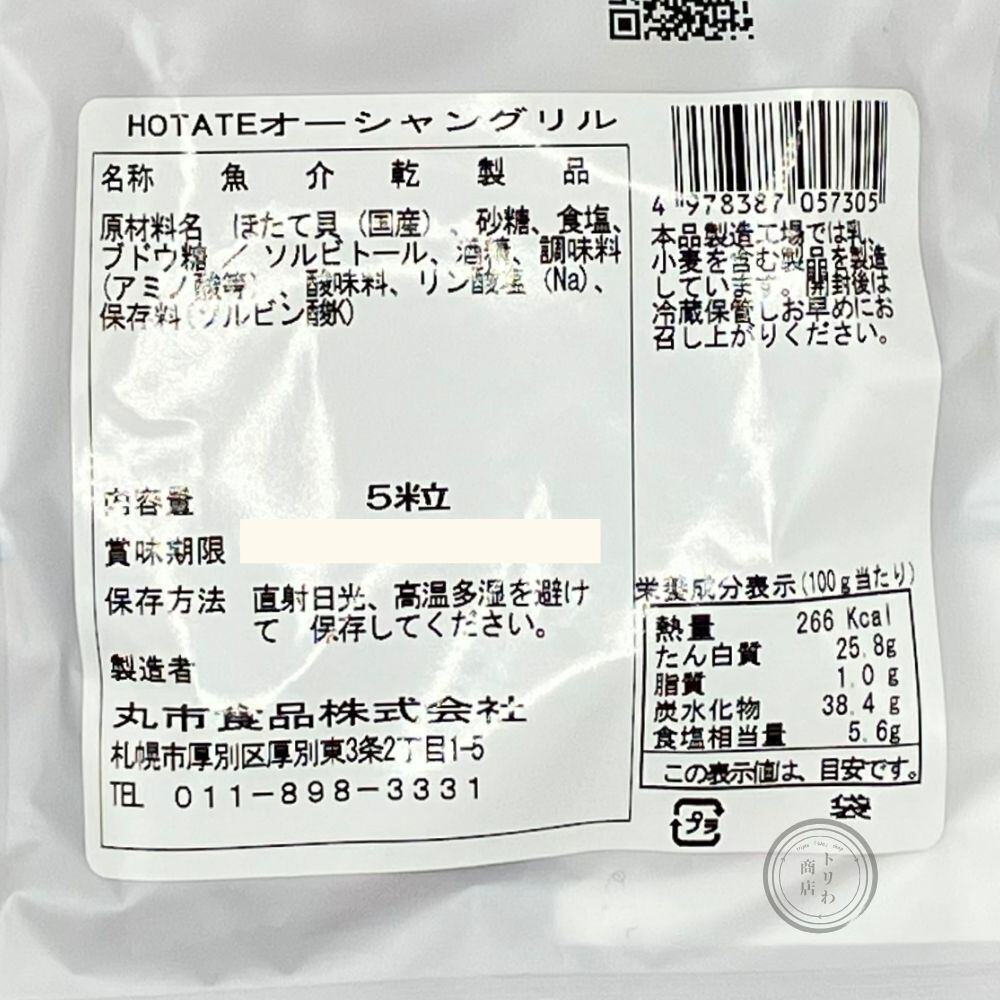 HOTATEオーシャングリル
名称 魚介乾製品
原材料名 ほたて貝（国産）、砂糖、食塩、
ブドウ糖／ソルビトール、酒精、調味料
(アミノ酸等)、酸味料、リン酸塩(Na)、
保存料(ソルビン酸K)
内容量 5粒
賞味期限
保存方法 直射日光、高温多湿を避け
て 保存してください。
製造者
丸市食品株式会社
札幌市厚別区厚別東3条2丁目1-5
TEL 011-898-3331
4 978387 057305
本品製造工場では乳、
小麦を含む製品を製造
しています。開封後は
冷蔵保管しお早めにお
召し上がりください。
栄養成分表示(100g当たり)
熱量 266 Kcal
たん白質 25.8g
脂質 1.0 g
炭水化物 38.4 g
食塩相当量 5.6g
この表示値は、目安です。
袋
プラ
トリわ
商店